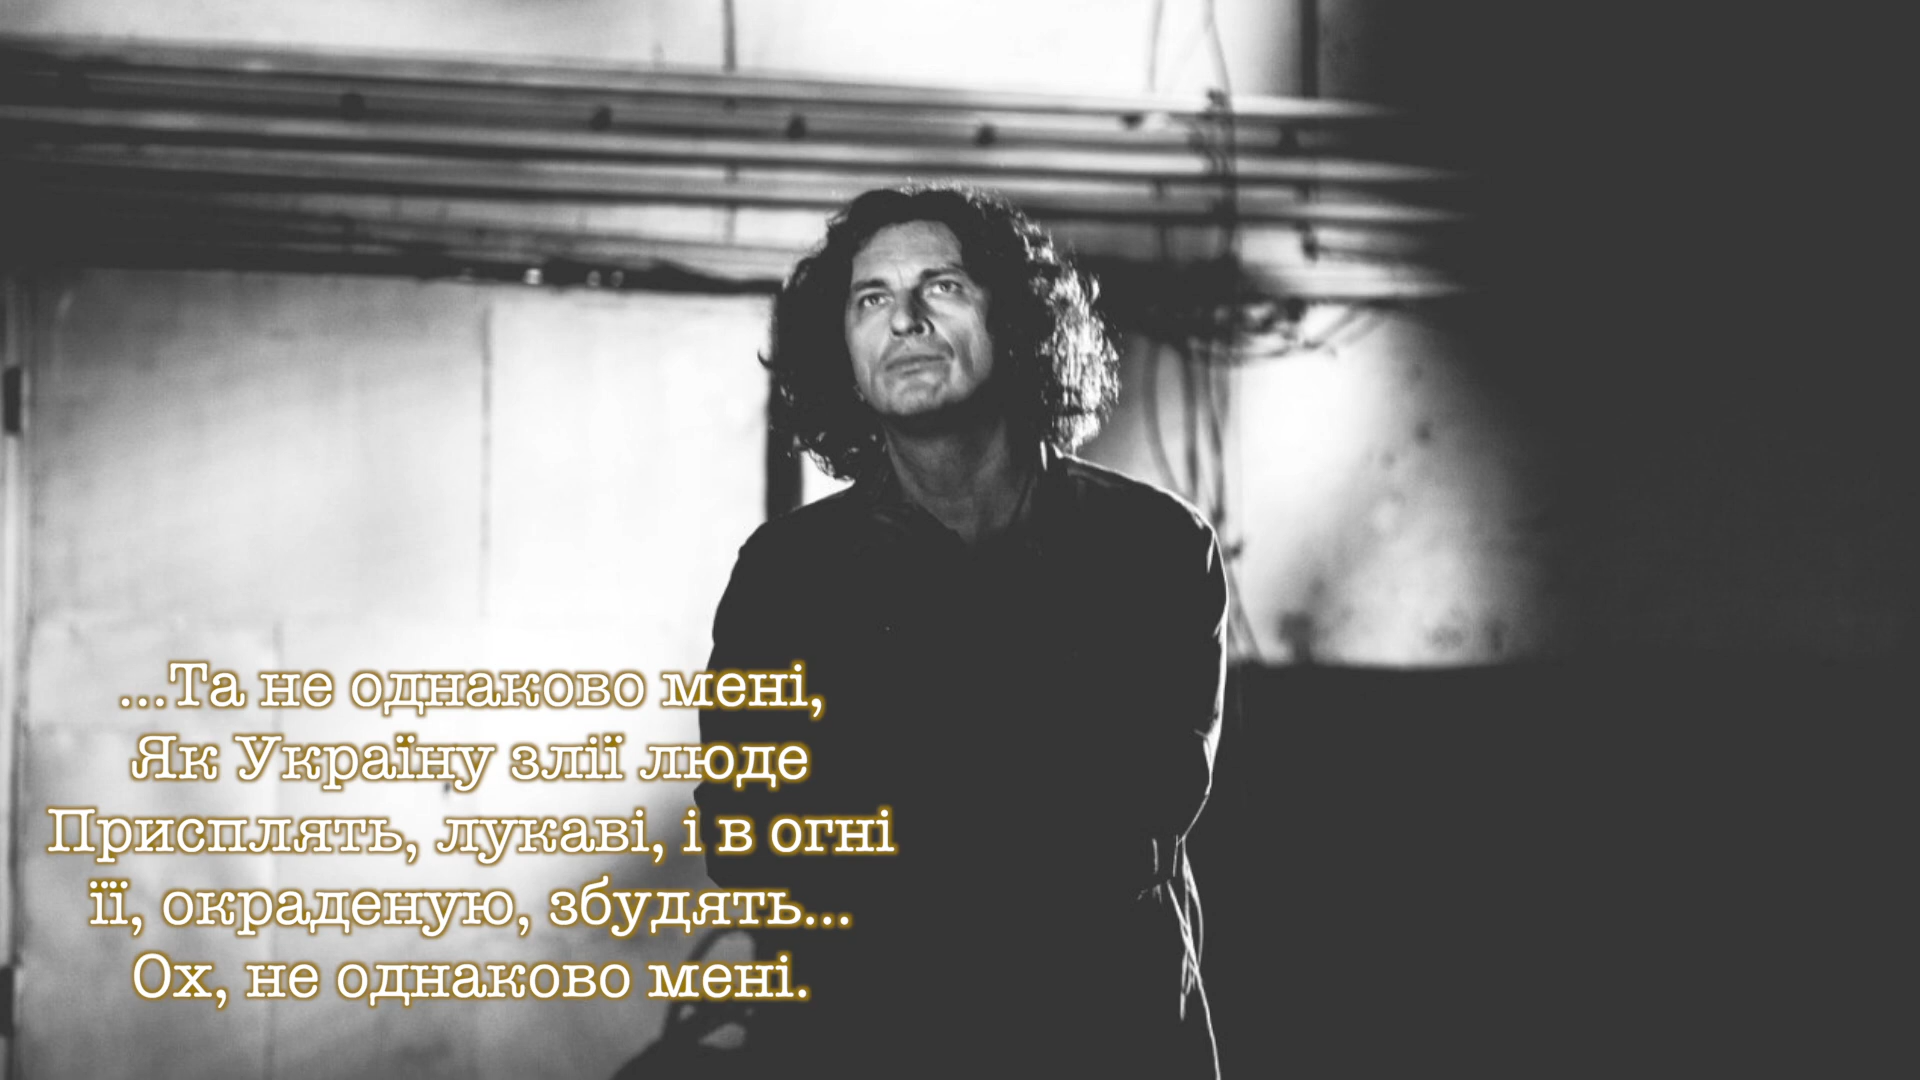 ...Та не однаково мені,
Як Україну злії люде
Присплять, лукаві, і в огні
її, окраденую, збудять...
Ох, не однаково мені.